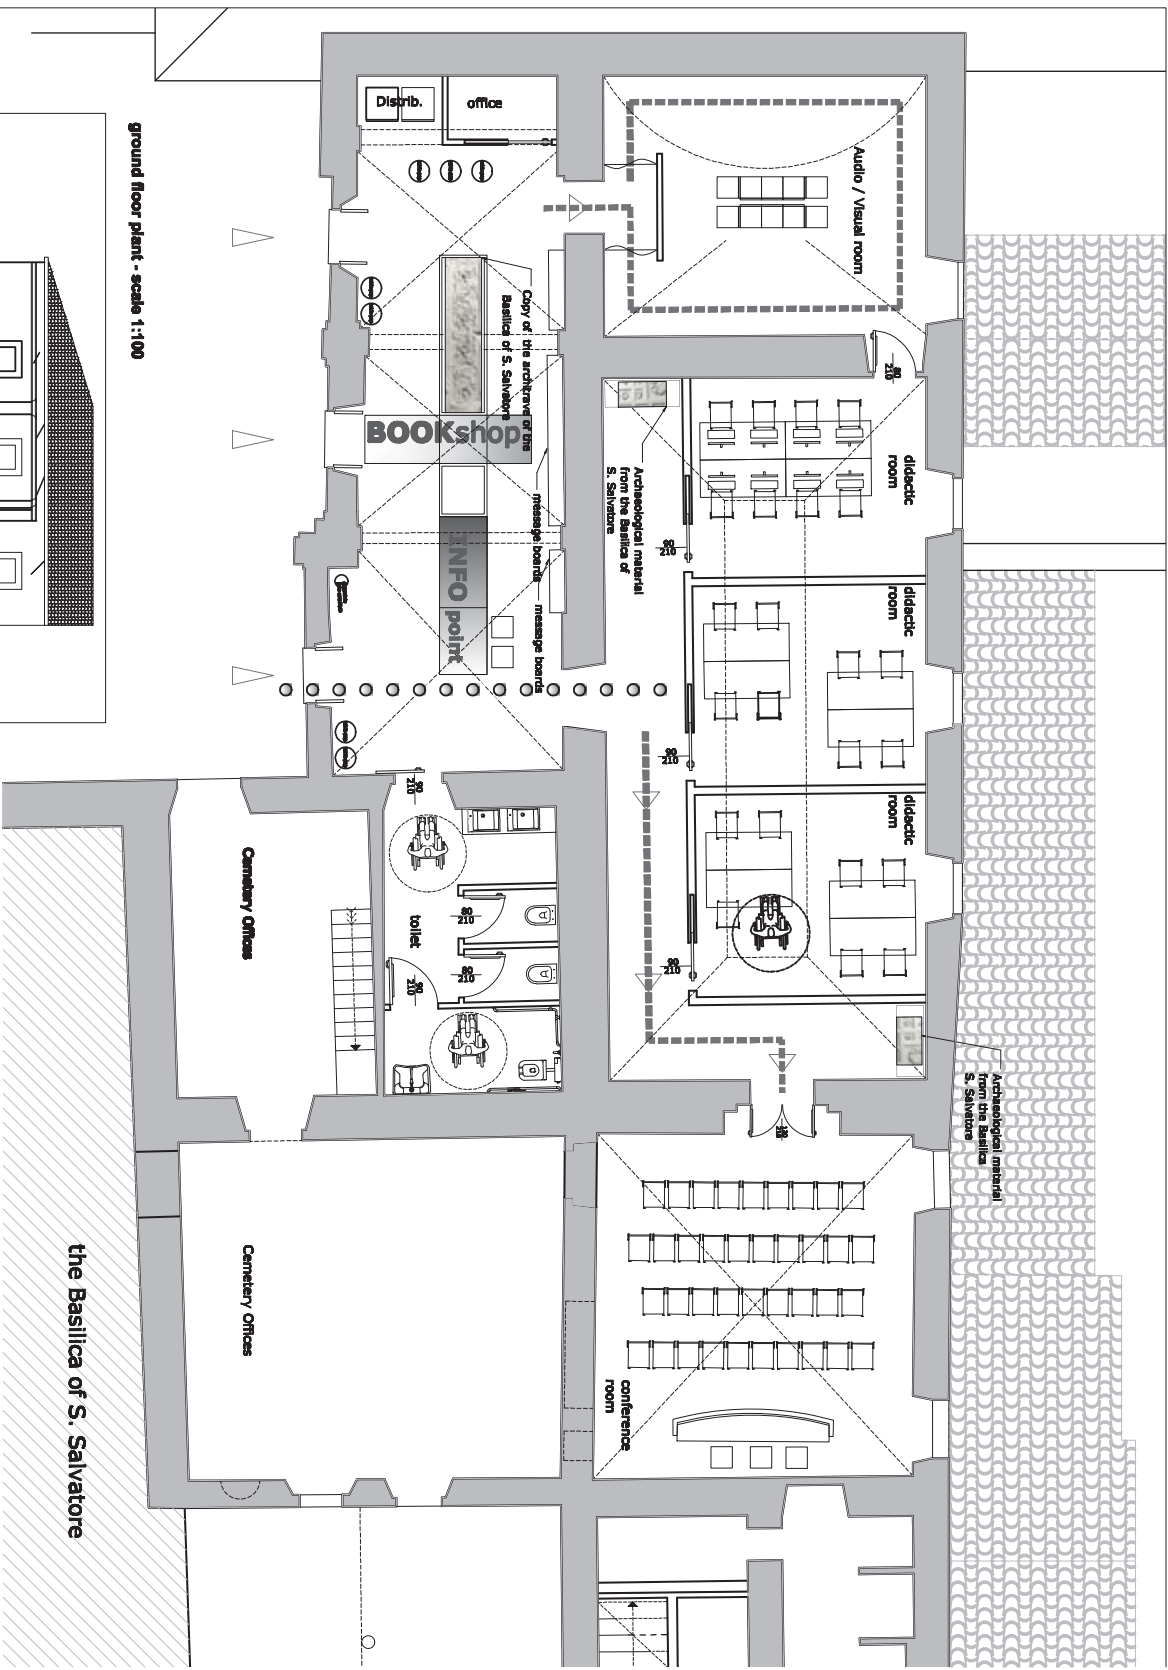 Distrib.
office
ground floor plant - scale 1:100
Audio / Visual room
Copy of the architrave of the
Basilica of S. Salvatore
BOOKshop
INFO point
message boards
message boards
Archaeological material
from the Basilica of
S. Salvatore
didactic
room
didactic
room
didactic
room
80
210
90
210
90
210
90
210
90
210
toilet
80
210
80
210
90
210
Cemetery Offices
Archaeological material
from the Basilica
S. Salvatore
conference
room
Cemetery Offices
the Basilica of S. Salvatore